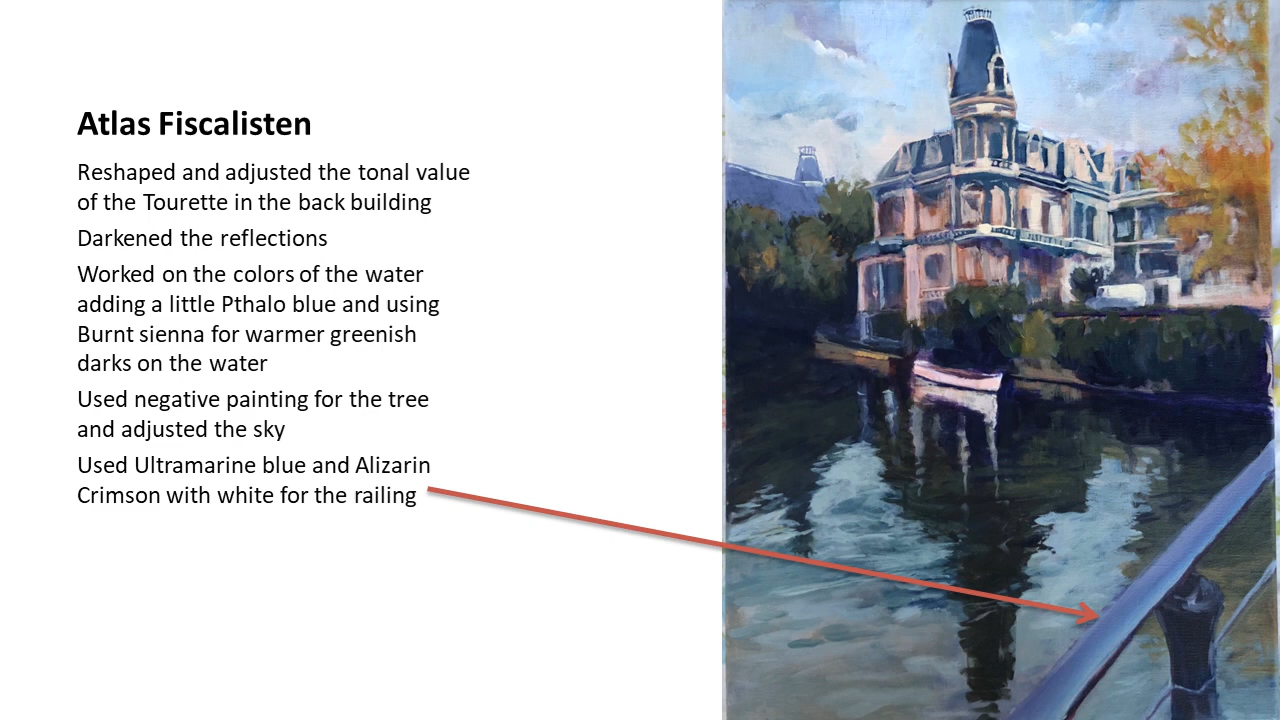 Atlas Fiscalisten
Reshaped and adjusted the tonal value
of the Tourette in the back building
Darkened the reflections
Worked on the colors of the water
adding a little Pthalo blue and using
Burnt sienna for warmer greenish
darks on the water
Used negative painting for the tree
and adjusted the sky
Used Ultramarine blue and Alizarin
Crimson with white for the railing